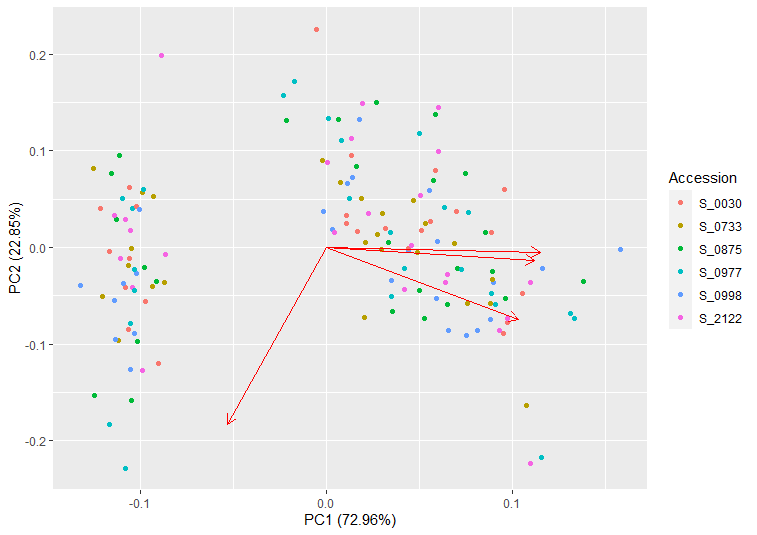 0.2
0.1
0.0
-0.1
-0.2
PC2 (22.85%)
-0.1
0.0
0.1
PC1 (72.96%)
Accession
S_0030
S_0733
S_0875
S_0977
S_0998
S_2122